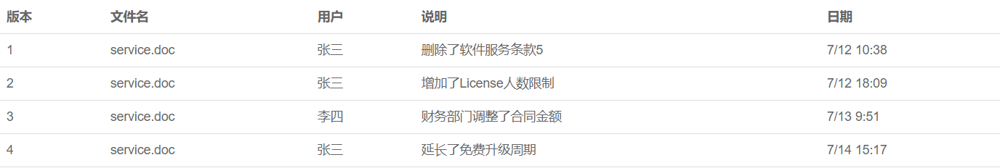 版本 文件名 用户 说明 日期
1 service.doc 张三 删除了软件服务条款5 7/12 10:38
2 service.doc 张三 增加了License人数限制 7/12 18:09
3 service.doc 李四 财务部门调整了合同金额 7/13 9:51
4 service.doc 张三 延长了免费升级周期 7/14 15:17